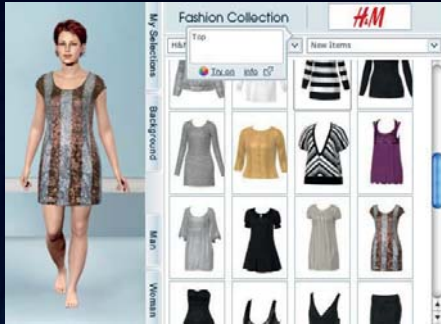 My Selections
Background
Man
Woman
Fashion Collection
H&M
H&M
New Items
Top
Try on info